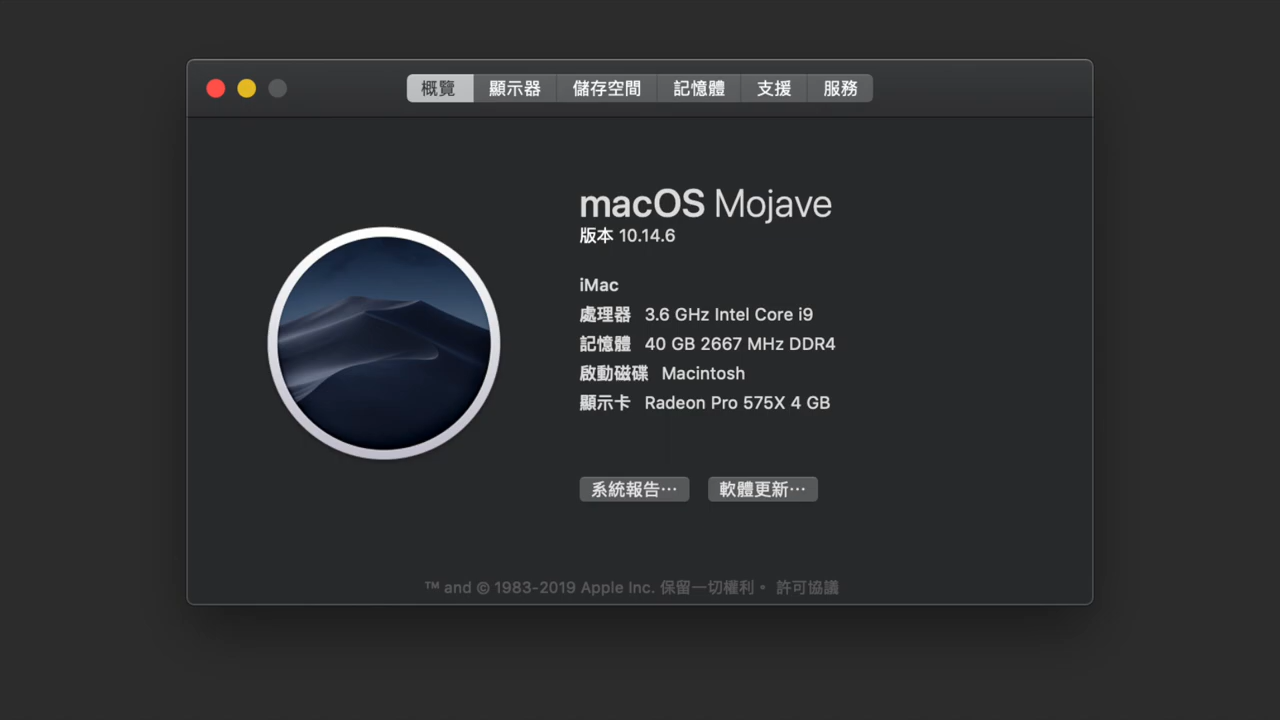 概覽 顯示器 儲存空間 記憶體 支援 服務
macOS Mojave
版本 10.14.6
iMac
處理器 3.6 GHz Intel Core i9
記憶體 40 GB 2667 MHz DDR4
啟動磁碟 Macintosh
顯示卡 Radeon Pro 575X 4 GB
系統報告⋯ 軟體更新⋯
™ and © 1983-2019 Apple Inc. 保留一切權利。 許可協議